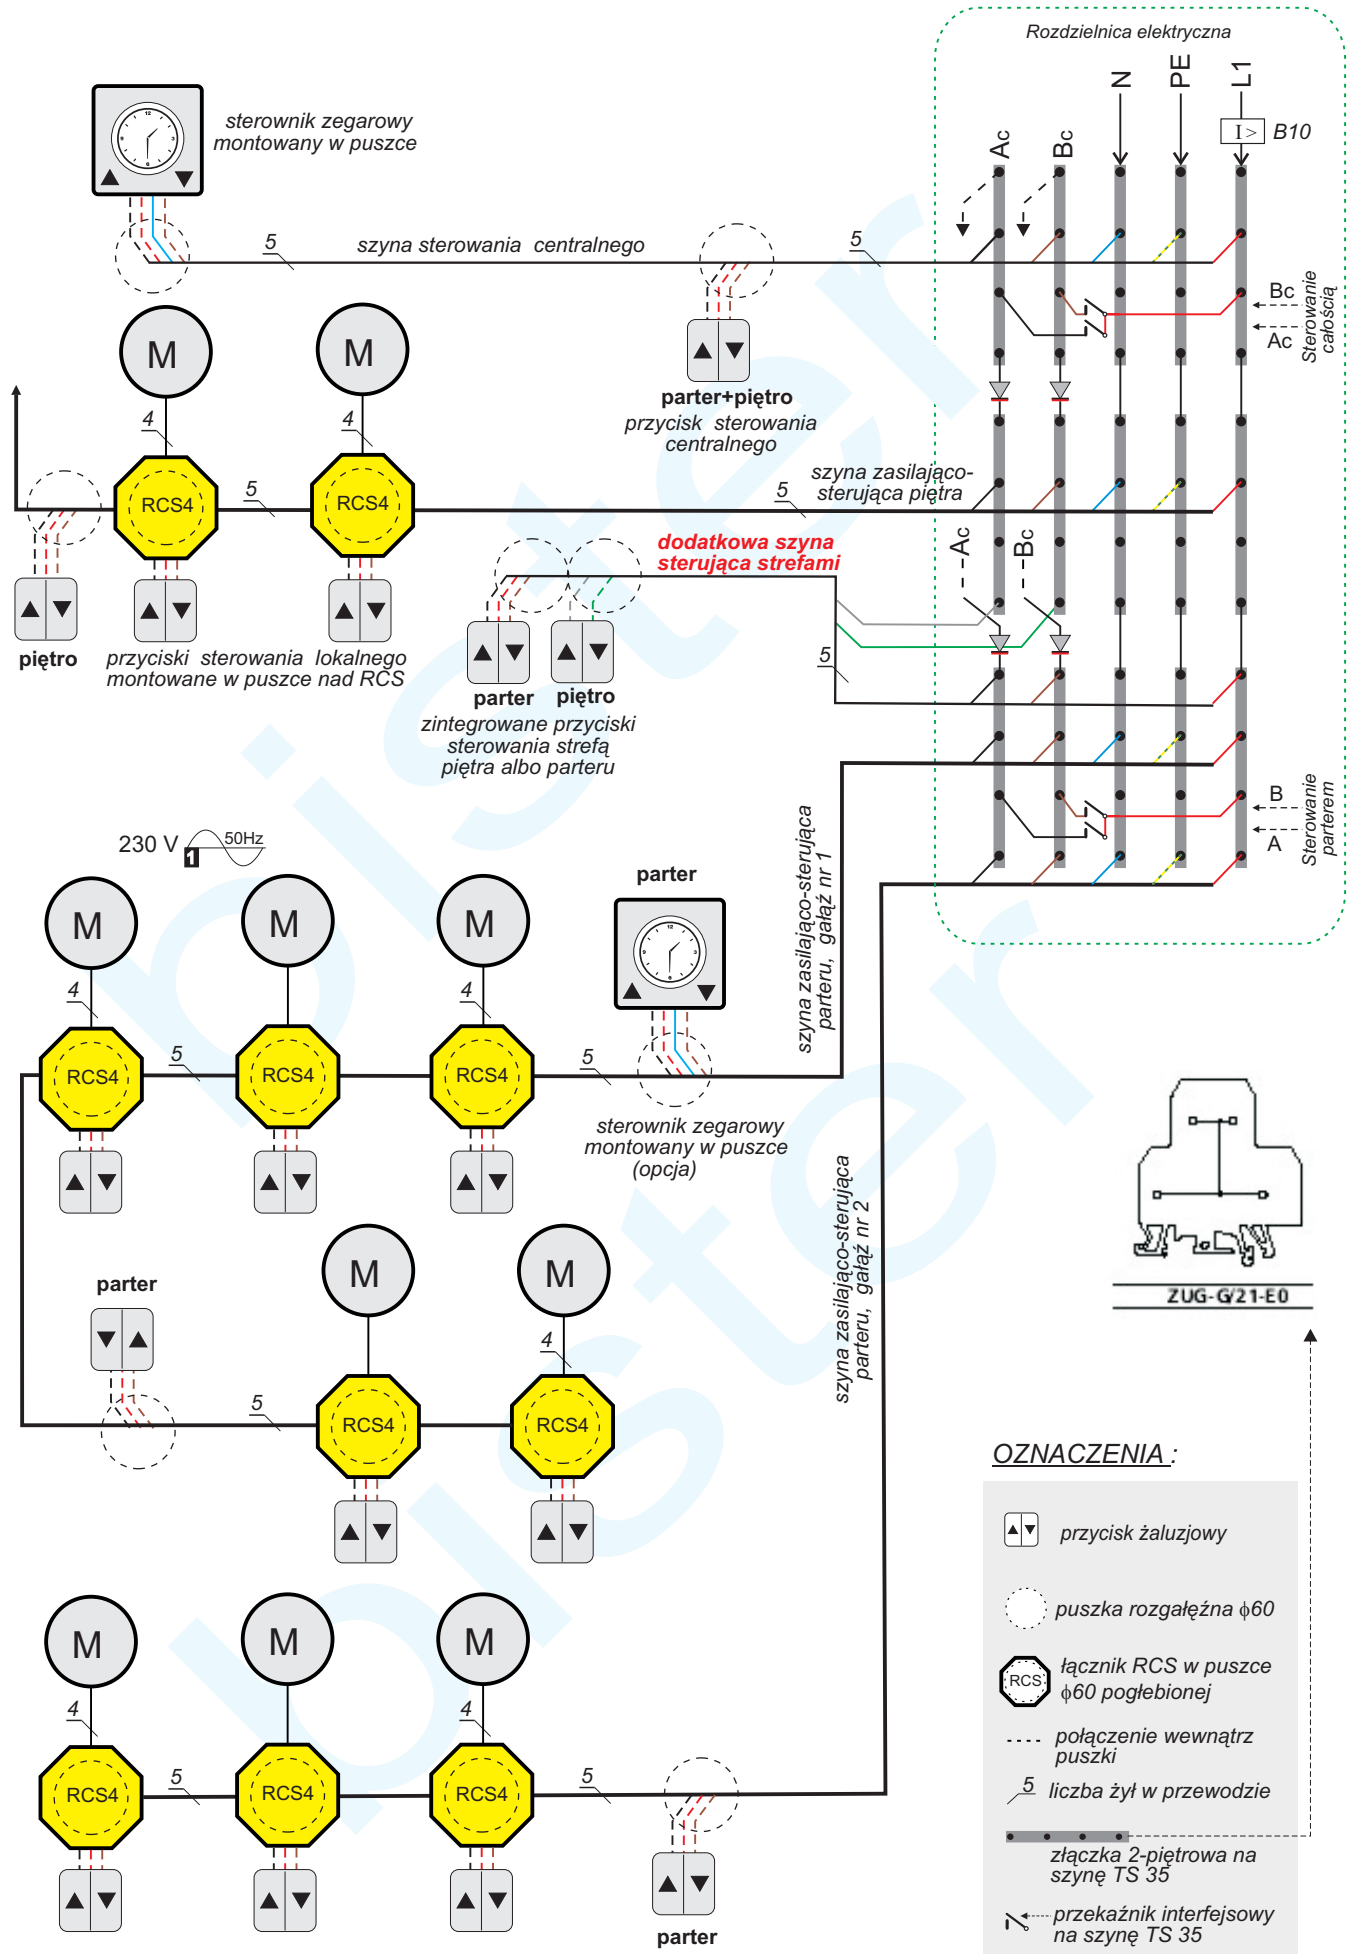 Rozdzielnica elektryczna
Ac
Bc
N
PE
L1
I >
B10
sterownik zegarowy
montowany w puszce
5
szyna sterowania centralnego
5
Bc
Ac
Sterowanie
całością
parter+piętro
przycisk sterowania
centralnego
M
M
4
4
RCS4
5
RCS4
5
szyna zasilająco-
sterująca piętra
piętro
przyciski sterowania lokalnego
montowane w puszce nad RCS
dodatkowa szyna
sterująca strefami
Ac
Bc
5
parter
piętro
zintegrowane przyciski
sterowania strefą
piętra albo parteru
B
A
Sterowanie
parterem
230 V
50Hz
1
szyna zasilająco-sterująca
parteru, gałąź nr 1
parter
M
M
M
4
4
RCS4
5
RCS4
RCS4
5
sterownik zegarowy
montowany w puszce
(opcja)
szyna zasilająco-sterująca
parteru, gałąź nr 2
ZUG-G/21-E0
parter
M
M
4
5
RCS4
RCS4
M
M
M
4
4
RCS4
5
RCS4
RCS4
5
parter
OZNACZENIA :
przycisk żaluzjowy
puszka rozgałęźna ϕ60
RCS
łącznik RCS w puszce
ϕ60 pogłebionej
połączenie wewnątrz
puszki
5
liczba żył w przewodzie
złączka 2-piętrowa na
szynę TS 35
przekaźnik interfejsowy
na szynę TS 35
bister
bister